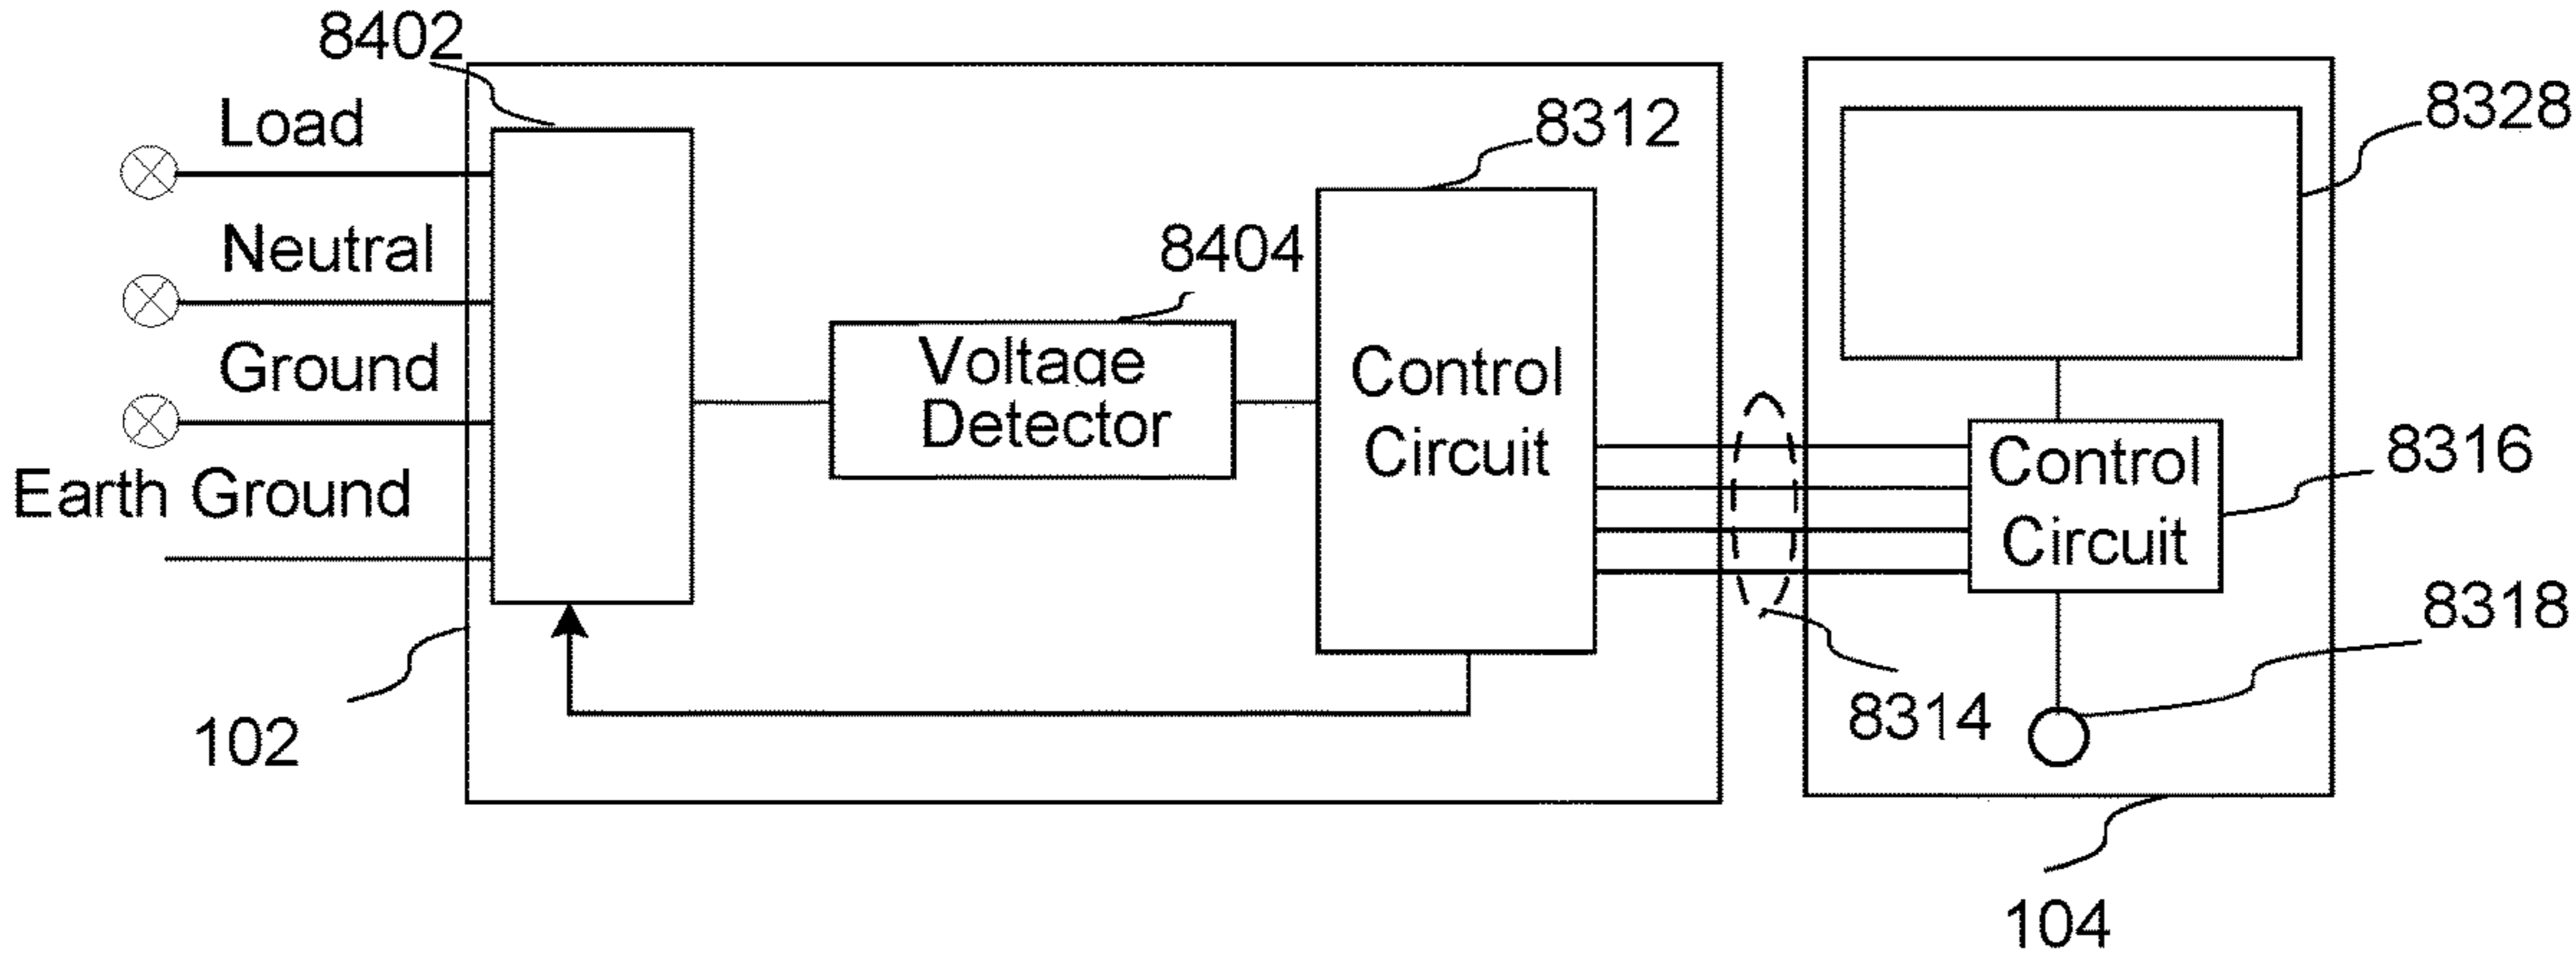 8402
Load
8312
8328
Neutral
8404
Voltage
Detector
Ground
Control
Circuit
Control
Circuit
8316
Earth Ground
8318
102
8314
104